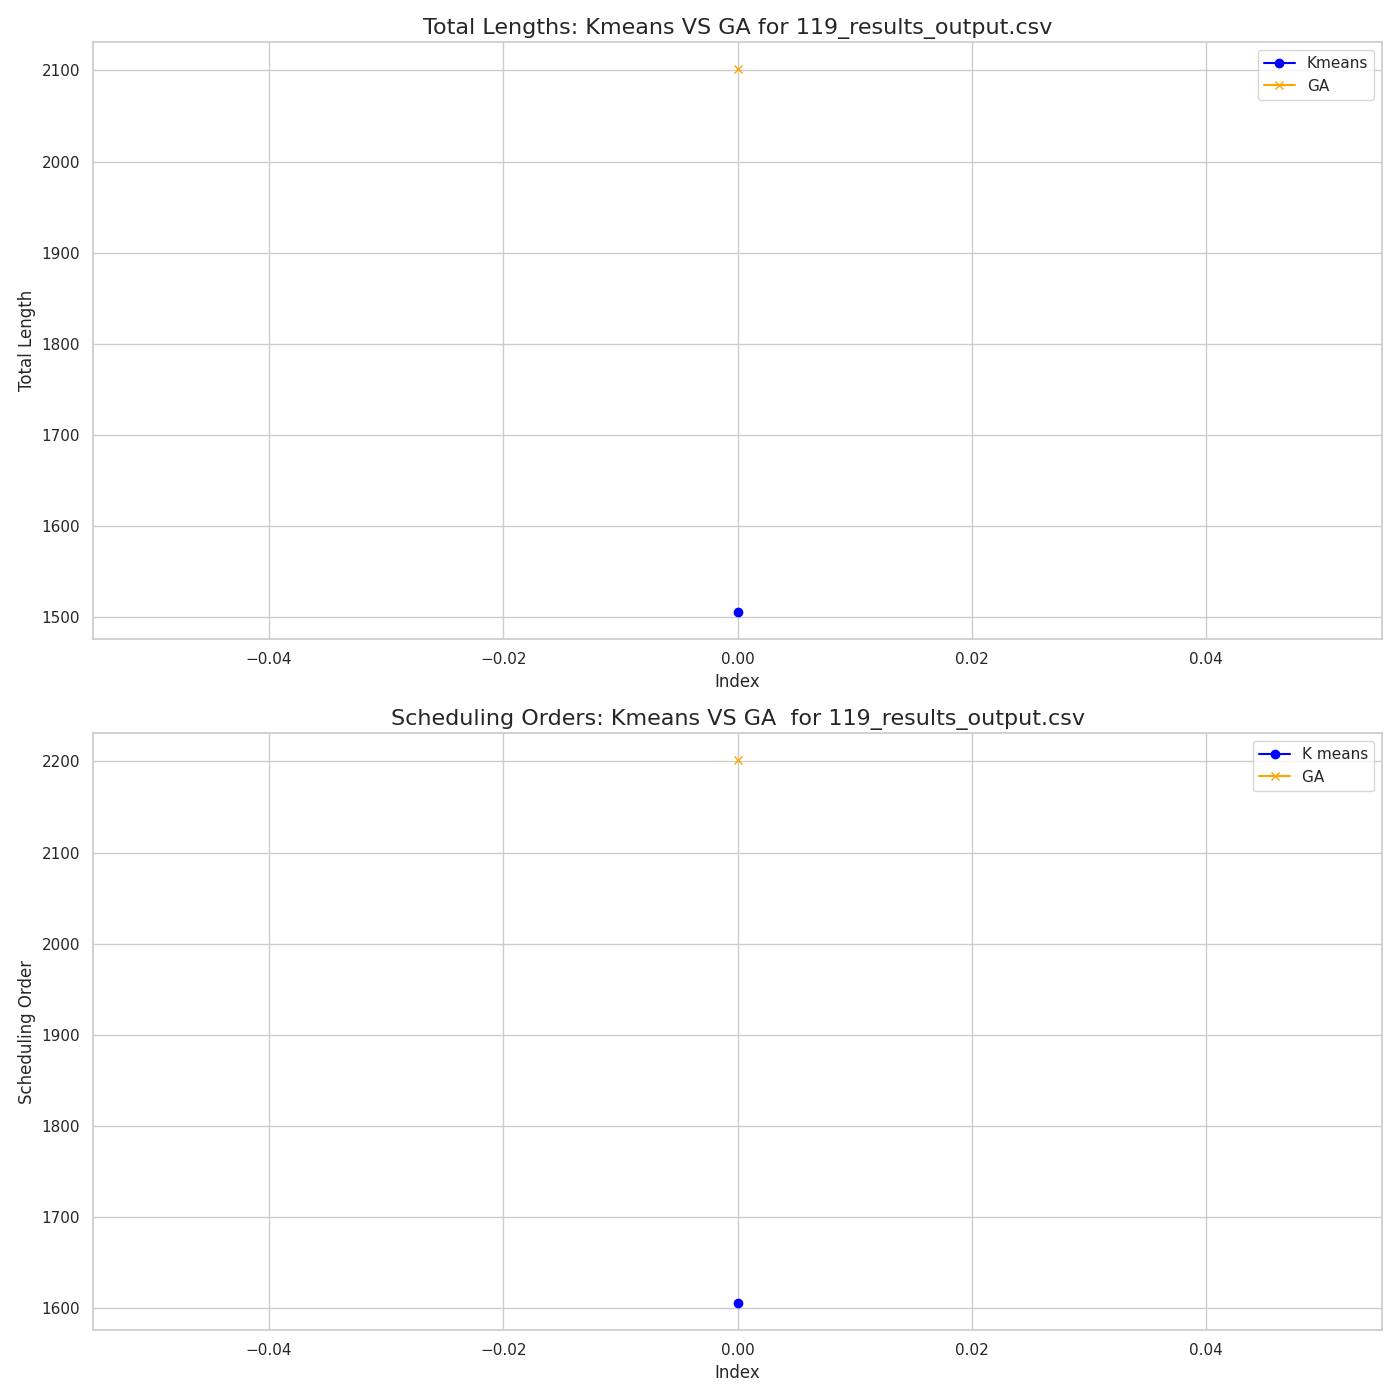 Total Lengths: Kmeans VS GA for 119_results_output.csv
Kmeans
GA
2100
2000
1900
1800
1700
1600
1500
Total Length
−0.04
−0.02
0.00
0.02
0.04
Index
Scheduling Orders: Kmeans VS GA  for 119_results_output.csv
K means
GA
2200
2100
2000
1900
1800
1700
1600
Scheduling Order
−0.04
−0.02
0.00
0.02
0.04
Index